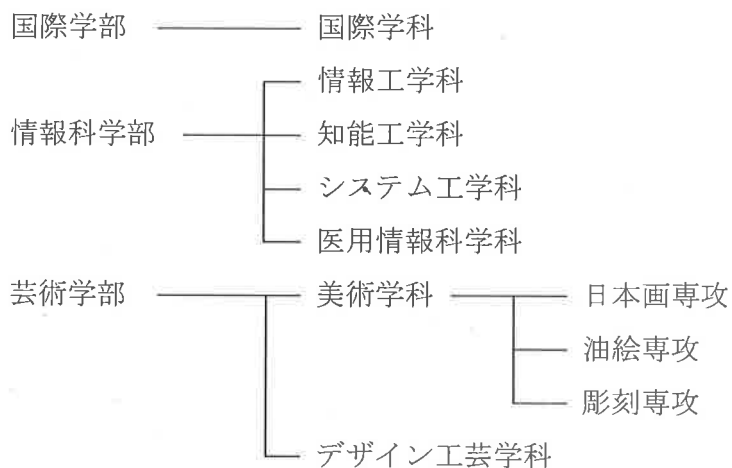 国際学部 国際学科
情報工学科
情報科学部 知能工学科
システム工学科
医用情報科学科
芸術学部 美術学科 日本画専攻
油絵専攻
彫刻専攻
デザイン工芸学科